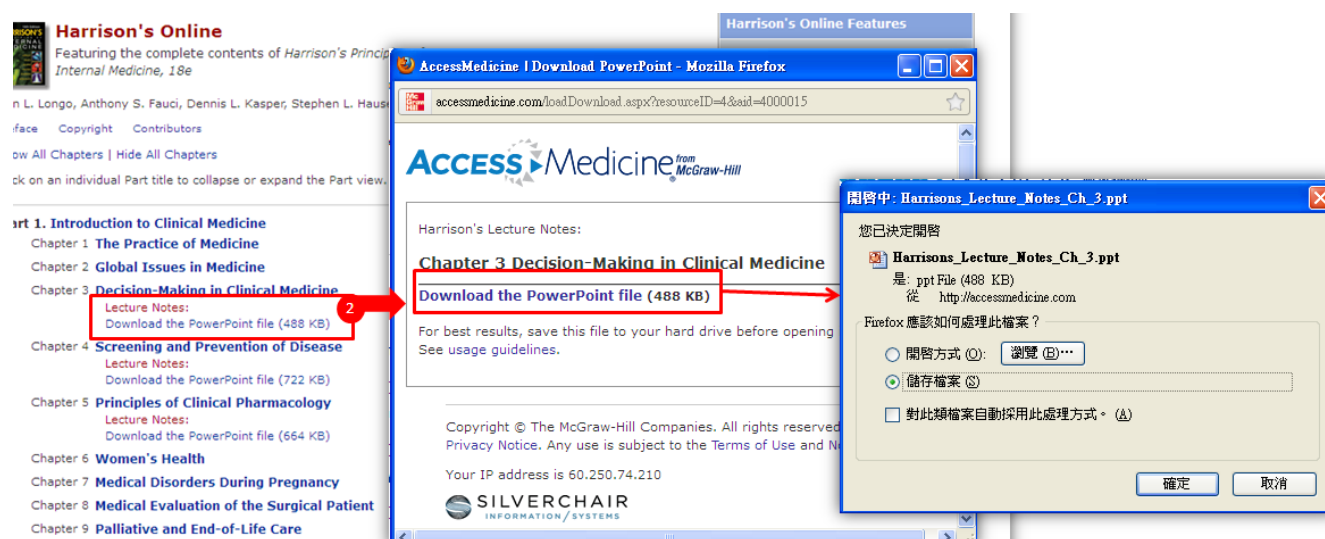 Harrison's Online
Featuring the complete contents of Harrison's Princip
Internal Medicine, 18e
n L. Longo, Anthony S. Fauci, Dennis L. Kasper, Stephen L. Hause
face Copyright Contributors
ow All Chapters | Hide All Chapters
ck on an individual Part title to collapse or expand the Part view.
art 1. Introduction to Clinical Medicine
Chapter 1 The Practice of Medicine
Chapter 2 Global Issues in Medicine
Chapter 3 Decision-Making in Clinical Medicine
Lecture Notes:
Download the PowerPoint file (488 KB)
2
Chapter 4 Screening and Prevention of Disease
Lecture Notes:
Download the PowerPoint file (722 KB)
Chapter 5 Principles of Clinical Pharmacology
Lecture Notes:
Download the PowerPoint file (664 KB)
Chapter 6 Women's Health
Chapter 7 Medical Disorders During Pregnancy
Chapter 8 Medical Evaluation of the Surgical Patient
Chapter 9 Palliative and End-of-Life Care
Harrison's Online Features
AccessMedicine | Download PowerPoint - Mozilla Firefox
accessmedicine.com/loadDownload.aspx?resourceID=4&aid=4000015
ACCESS Medicine from McGraw-Hill
Harrison's Lecture Notes:
Chapter 3 Decision-Making in Clinical Medicine
Download the PowerPoint file (488 KB)
For best results, save this file to your hard drive before opening
See usage guidelines.
Copyright © The McGraw-Hill Companies. All rights reserved
Privacy Notice. Any use is subject to the Terms of Use and N
Your IP address is 60.250.74.210
SILVERCHAIR
INFORMATION/SYSTEMS
開啓中: Harrisons_Lecture_Notes_Ch_3.ppt
您已決定開啓
Harrisons_Lecture_Notes_Ch_3.ppt
是: ppt File (488 KB)
從 http://accessmedicine.com
Firefox 應該如何處理此檔案？
開啓方式 (O): 瀏覽 (B)…
儲存檔案 (S)
對此類檔案自動採用此處理方式。(A)
確定 取消